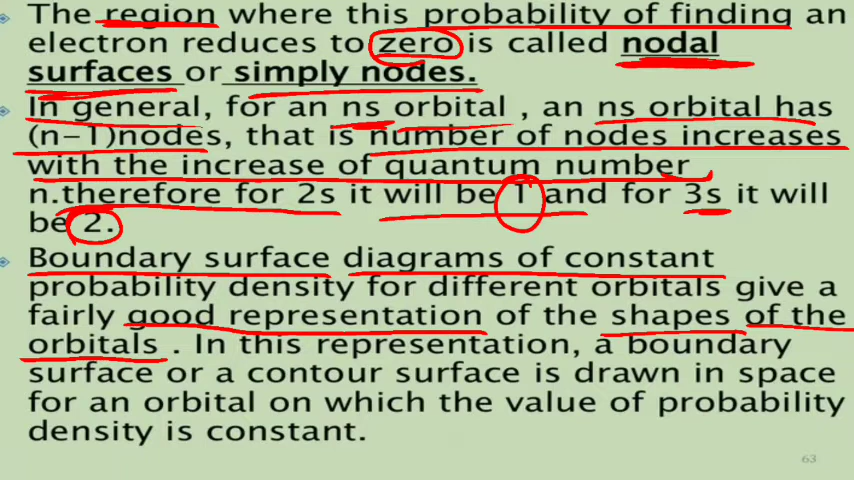 The region where this probability of finding an
electron reduces to zero is called nodal
surfaces or simply nodes.
In general, for an ns orbital , an ns orbital has
(n−1)nodes, that is number of nodes increases
with the increase of quantum number
n.therefore for 2s it will be 1 and for 3s it will
be 2.
Boundary surface diagrams of constant
probability density for different orbitals give a
fairly good representation of the shapes of the
orbitals . In this representation, a boundary
surface or a contour surface is drawn in space
for an orbital on which the value of probability
density is constant.
63